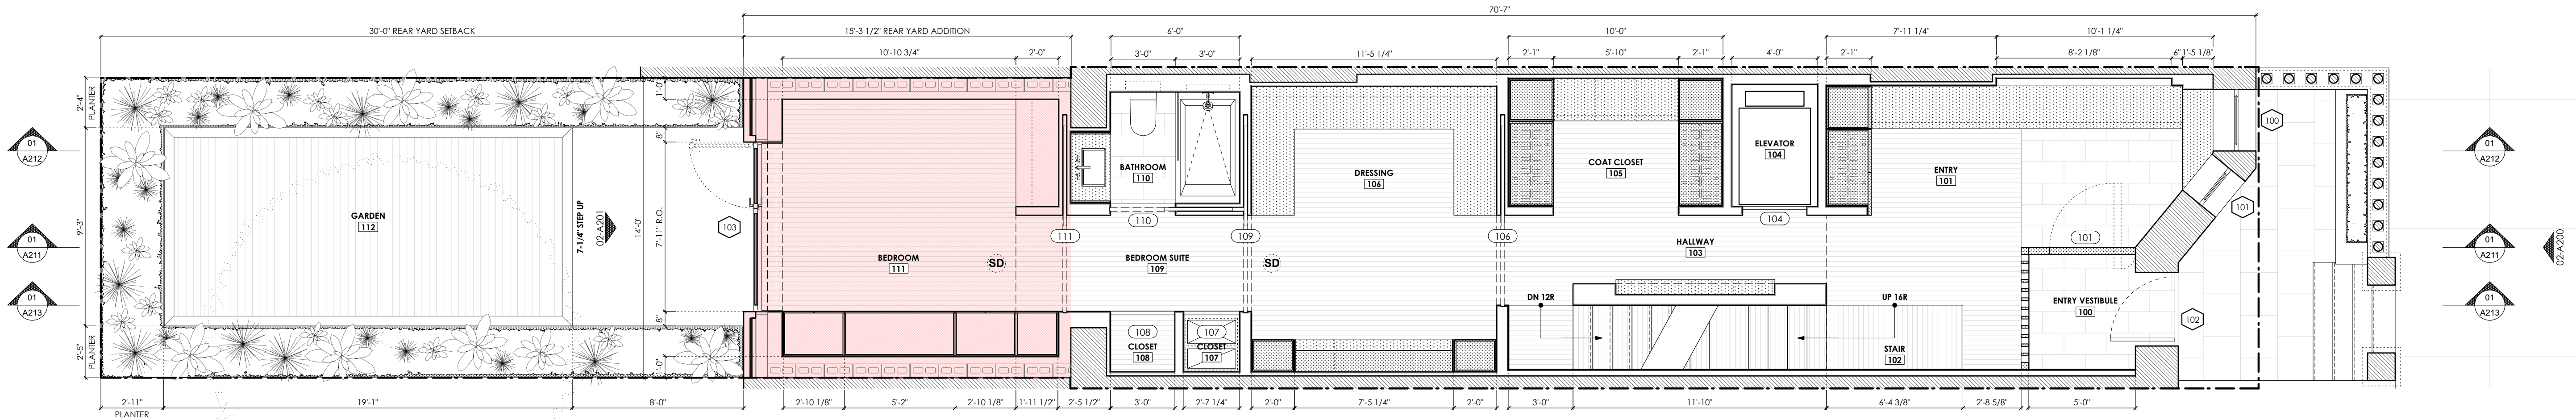 70'-7"
30'-0" REAR YARD SETBACK
15'-3 1/2" REAR YARD ADDITION
6'-0"
10'-0"
7'-11 1/4"
10'-1 1/4"
10'-10 3/4"
2'-0"
3'-0"
3'-0"
11'-5 1/4"
2'-1"
5'-10"
2'-1"
4'-0"
2'-1"
8'-2 1/8"
6"
1'-5 1/8"
2'-4"
PLANTER
9'-3"
2'-5"
PLANTER
01
A212
01
A211
01
A213
GARDEN
112
7-1/4" STEP UP
02-A201
14'-0"
1'-0"
8"
7'-11" R.O.
8"
1'-0"
103
BEDROOM
111
SD
111
BATHROOM
110
110
BEDROOM SUITE
109
109
108
CLOSET
108
107
CLOSET
107
DRESSING
106
SD
106
COAT CLOSET
105
ELEVATOR
104
104
HALLWAY
103
DN 12R
UP 16R
STAIR
102
ENTRY
101
101
ENTRY VESTIBULE
100
100
101
102
01
A212
01
A211
01
A213
02-A200
2'-11"
PLANTER
19'-1"
8'-0"
2'-10 1/8"
5'-2"
2'-10 1/8"
1'-11 1/2"
2'-5 1/2"
3'-0"
2'-7 1/4"
2'-0"
7'-5 1/4"
2'-0"
3'-0"
11'-10"
6'-4 3/8"
2'-8 5/8"
5'-0"